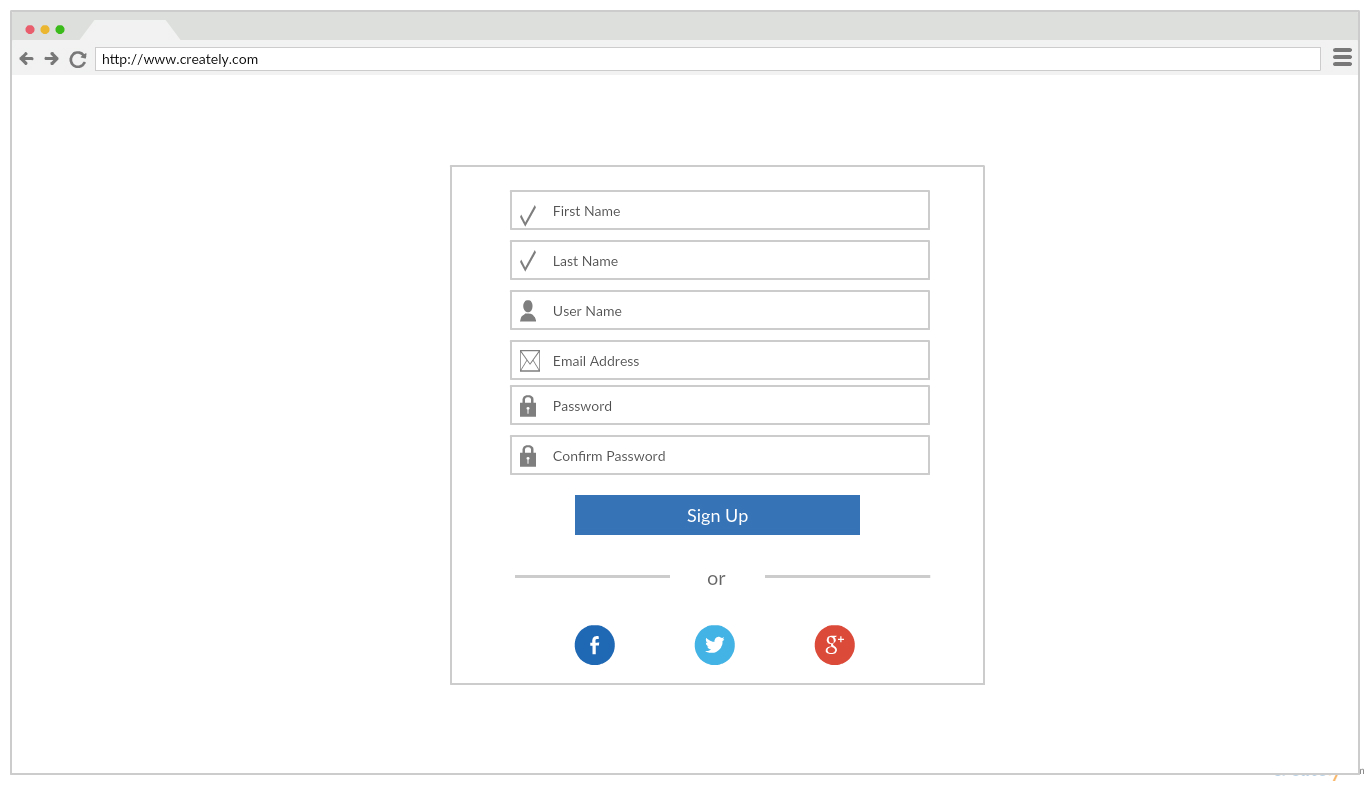 http://www.creately.com
First Name
Last Name
User Name
Email Address
Password
Confirm Password
Sign Up
or
f
g+